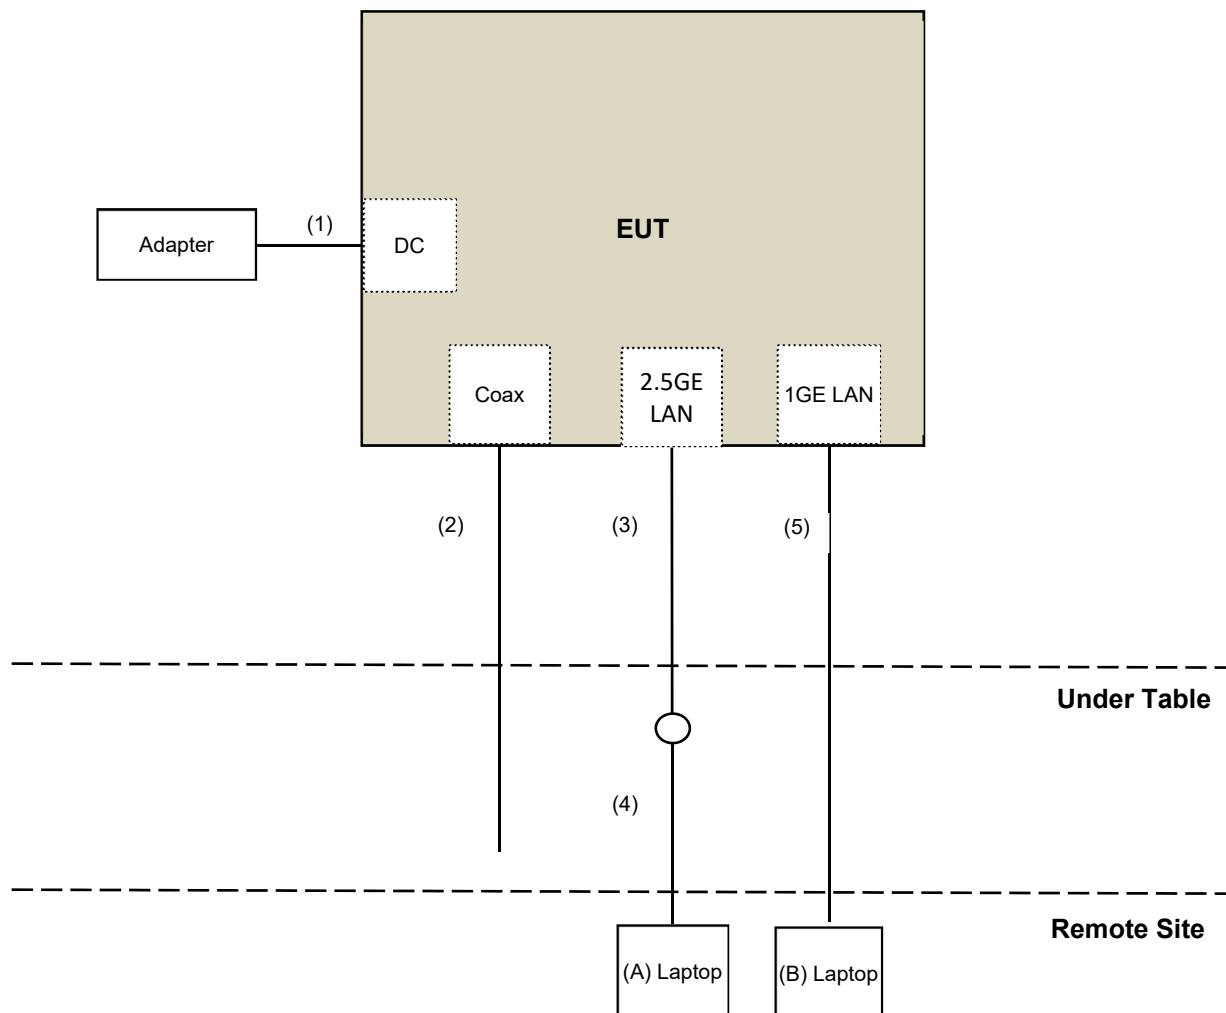 EUT
(1)
Adapter
DC
Coax
2.5GE
LAN
1GE LAN
(2)
(3)
(5)
Under Table
(4)
Remote Site
(A) Laptop
(B) Laptop